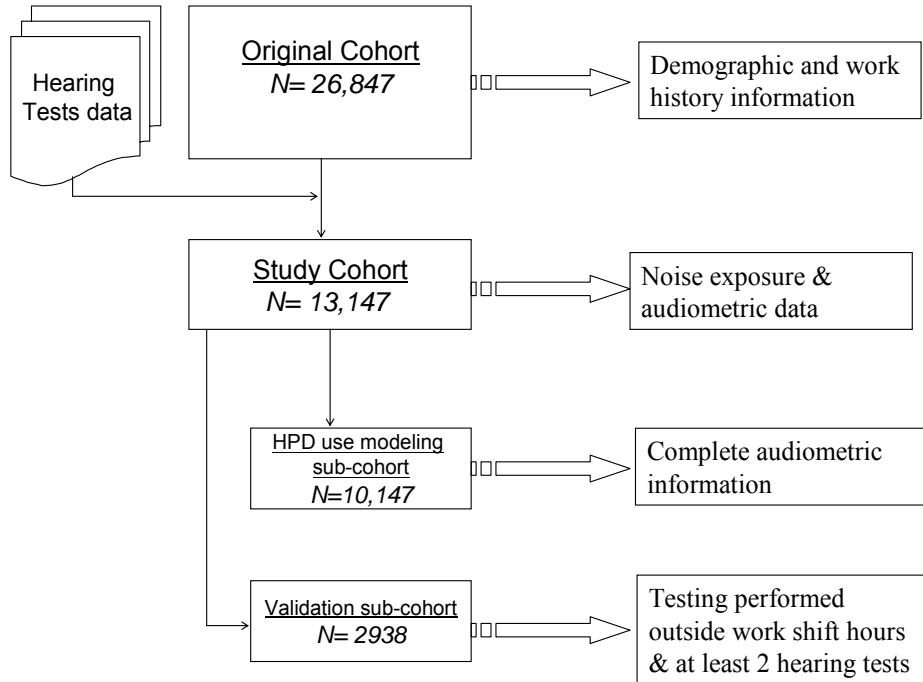 Hearing
Tests data
Original Cohort
N= 26,847
Demographic and work
history information
Study Cohort
N= 13,147
Noise exposure &
audiometric data
HPD use modeling
sub-cohort
N=10,147
Complete audiometric
information
Validation sub-cohort
N= 2938
Testing performed
outside work shift hours
& at least 2 hearing tests